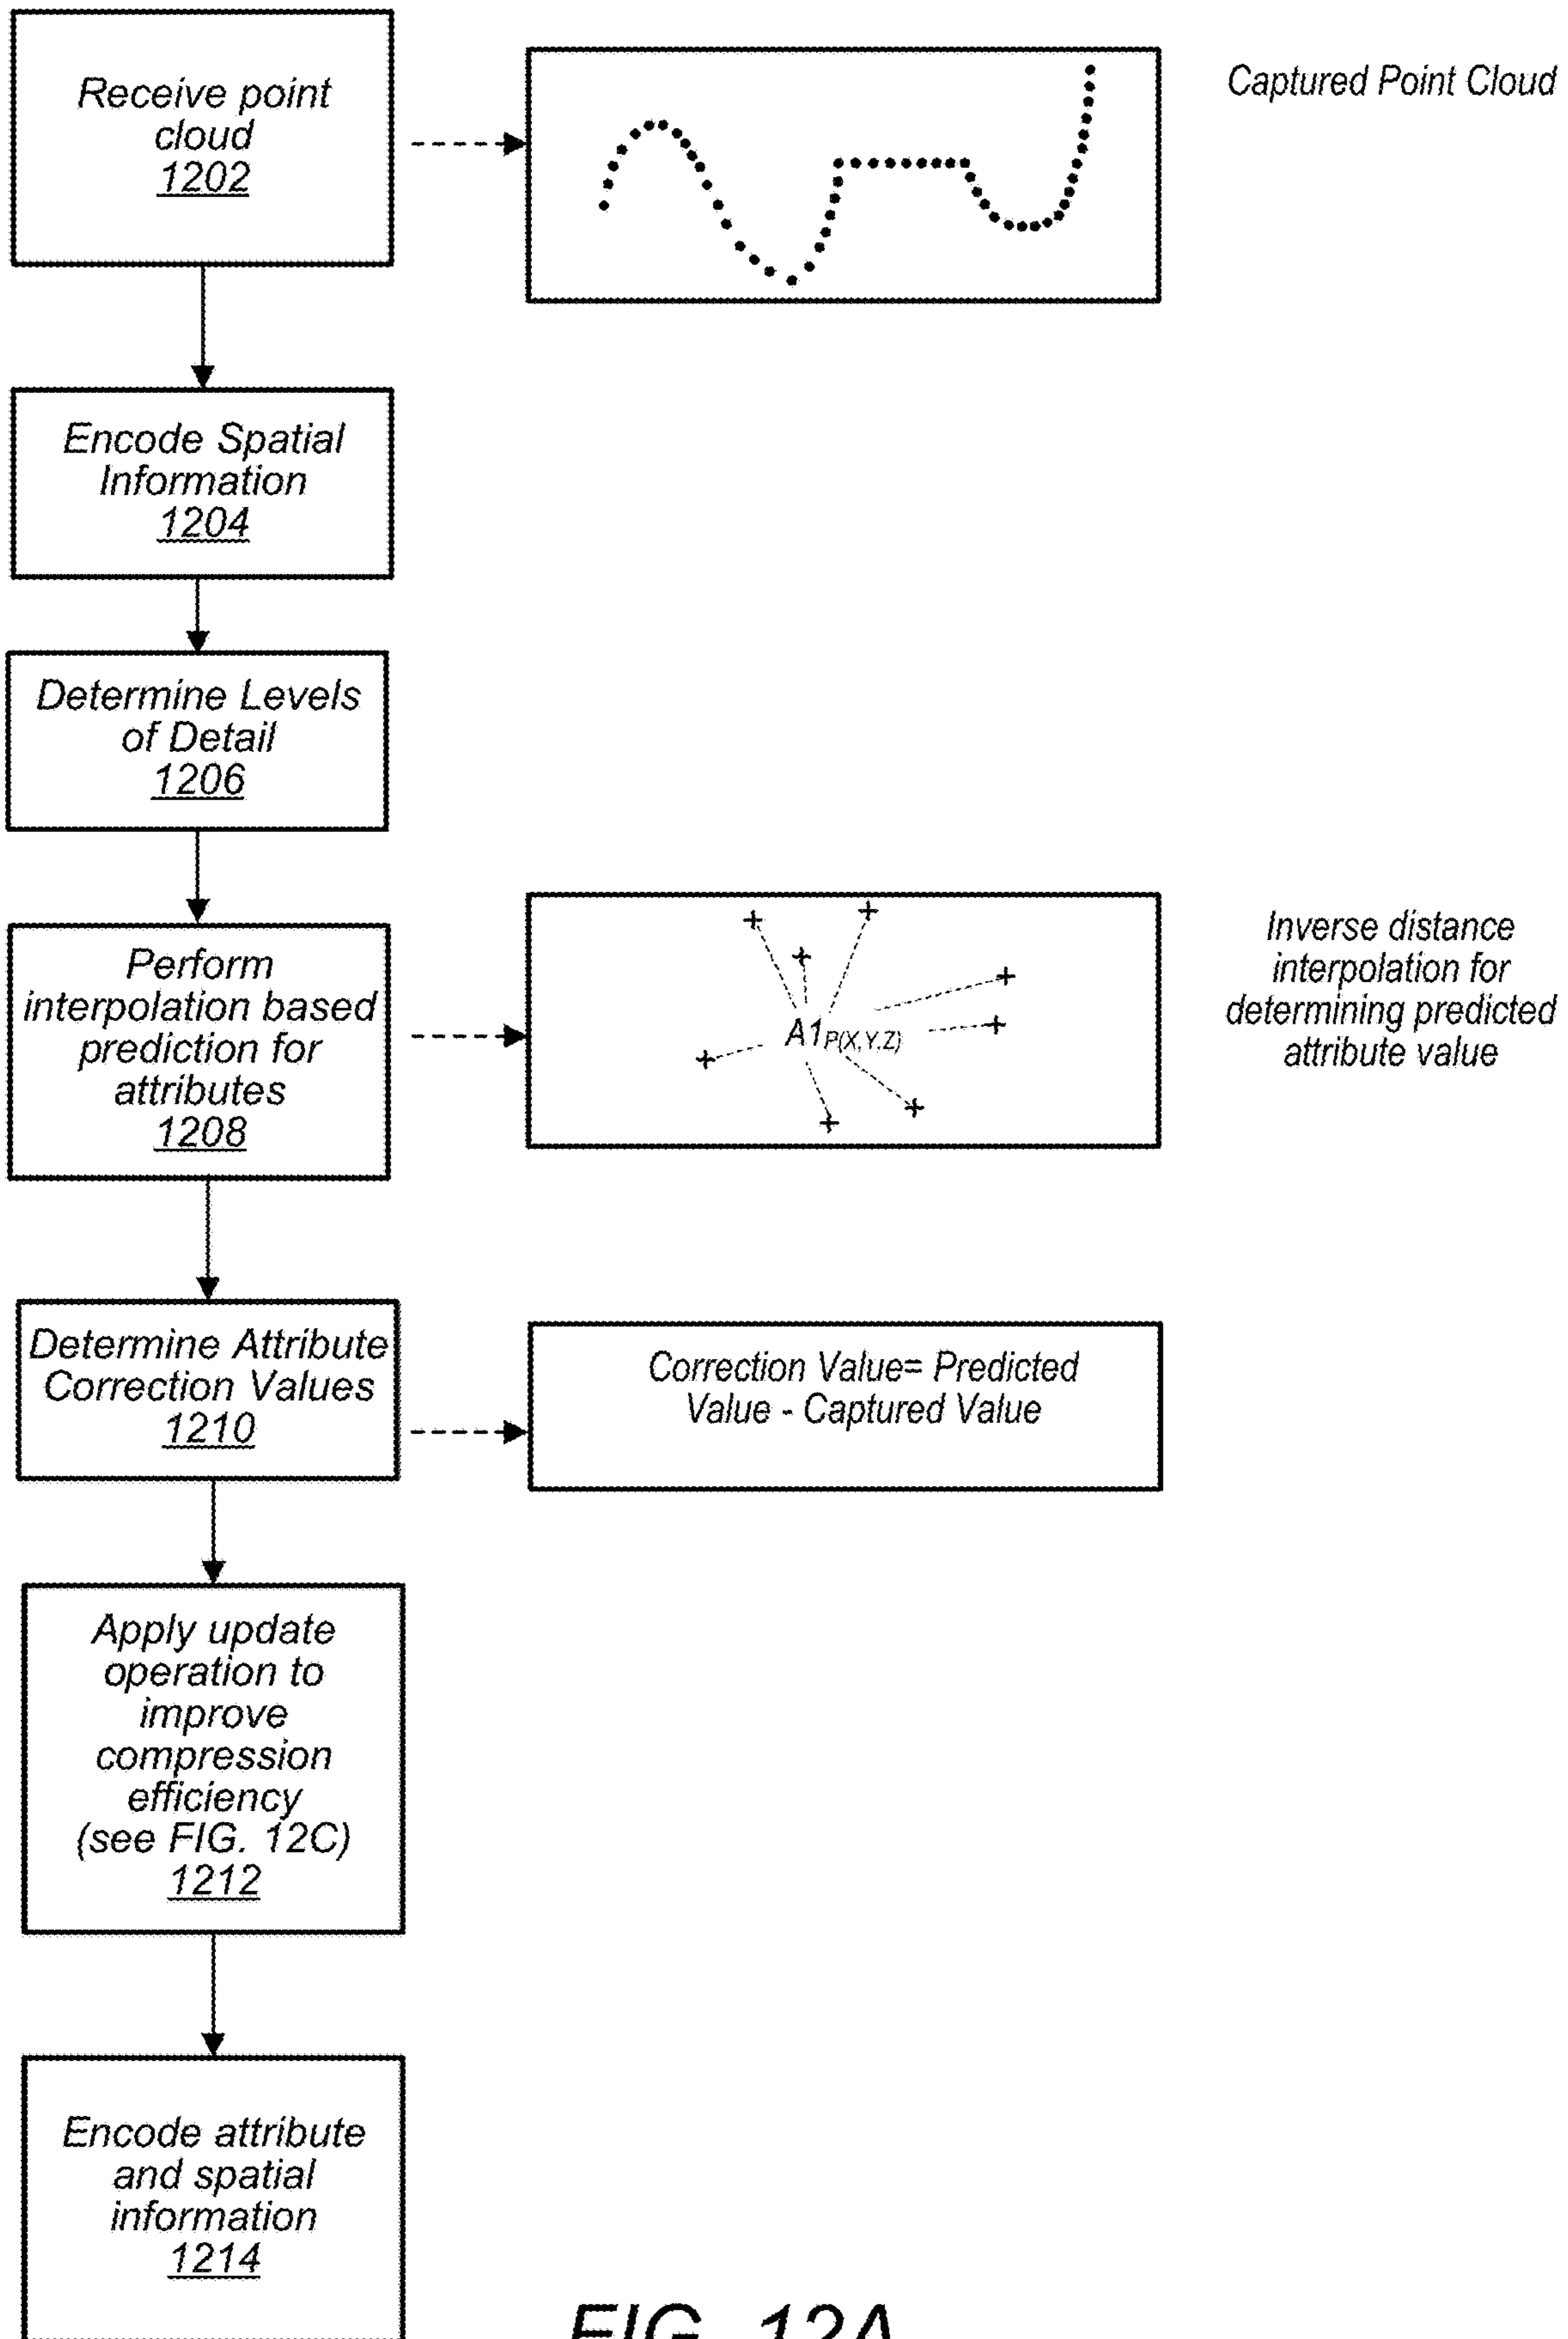 Receive point
cloud
1202
Captured Point Cloud
Encode Spatial
Information
1204
Determine Levels
of Detail
1206
Perform
interpolation based
prediction for
attributes
1208
A1P(X,Y,Z)
Inverse distance
interpolation for
determining predicted
attribute value
Determine Attribute
Correction Values
1210
Correction Value= Predicted
Value - Captured Value
Apply update
operation to
improve
compression
efficiency
(see FIG. 12C)
1212
Encode attribute
and spatial
information
1214
FIG. 12A